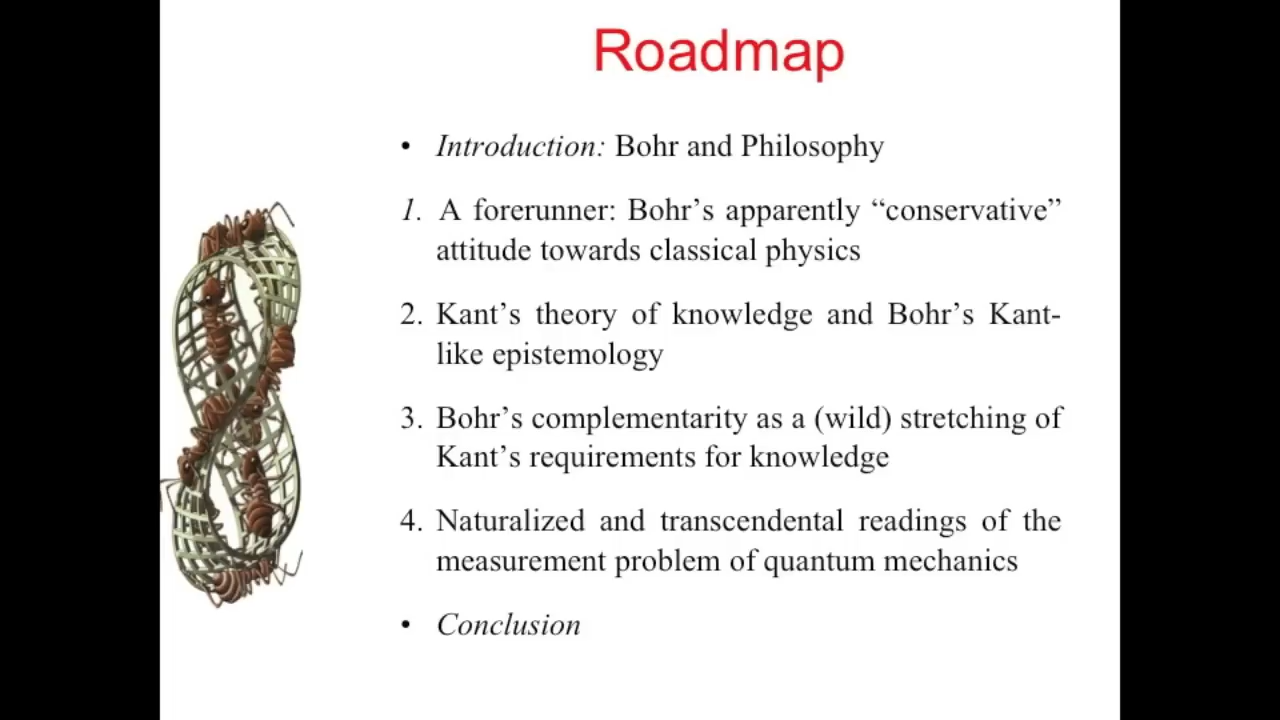 Roadmap
• Introduction: Bohr and Philosophy
1. A forerunner: Bohr’s apparently “conservative”
attitude towards classical physics
2. Kant’s theory of knowledge and Bohr’s Kant-
like epistemology
3. Bohr’s complementarity as a (wild) stretching of
Kant’s requirements for knowledge
4. Naturalized and transcendental readings of the
measurement problem of quantum mechanics
• Conclusion